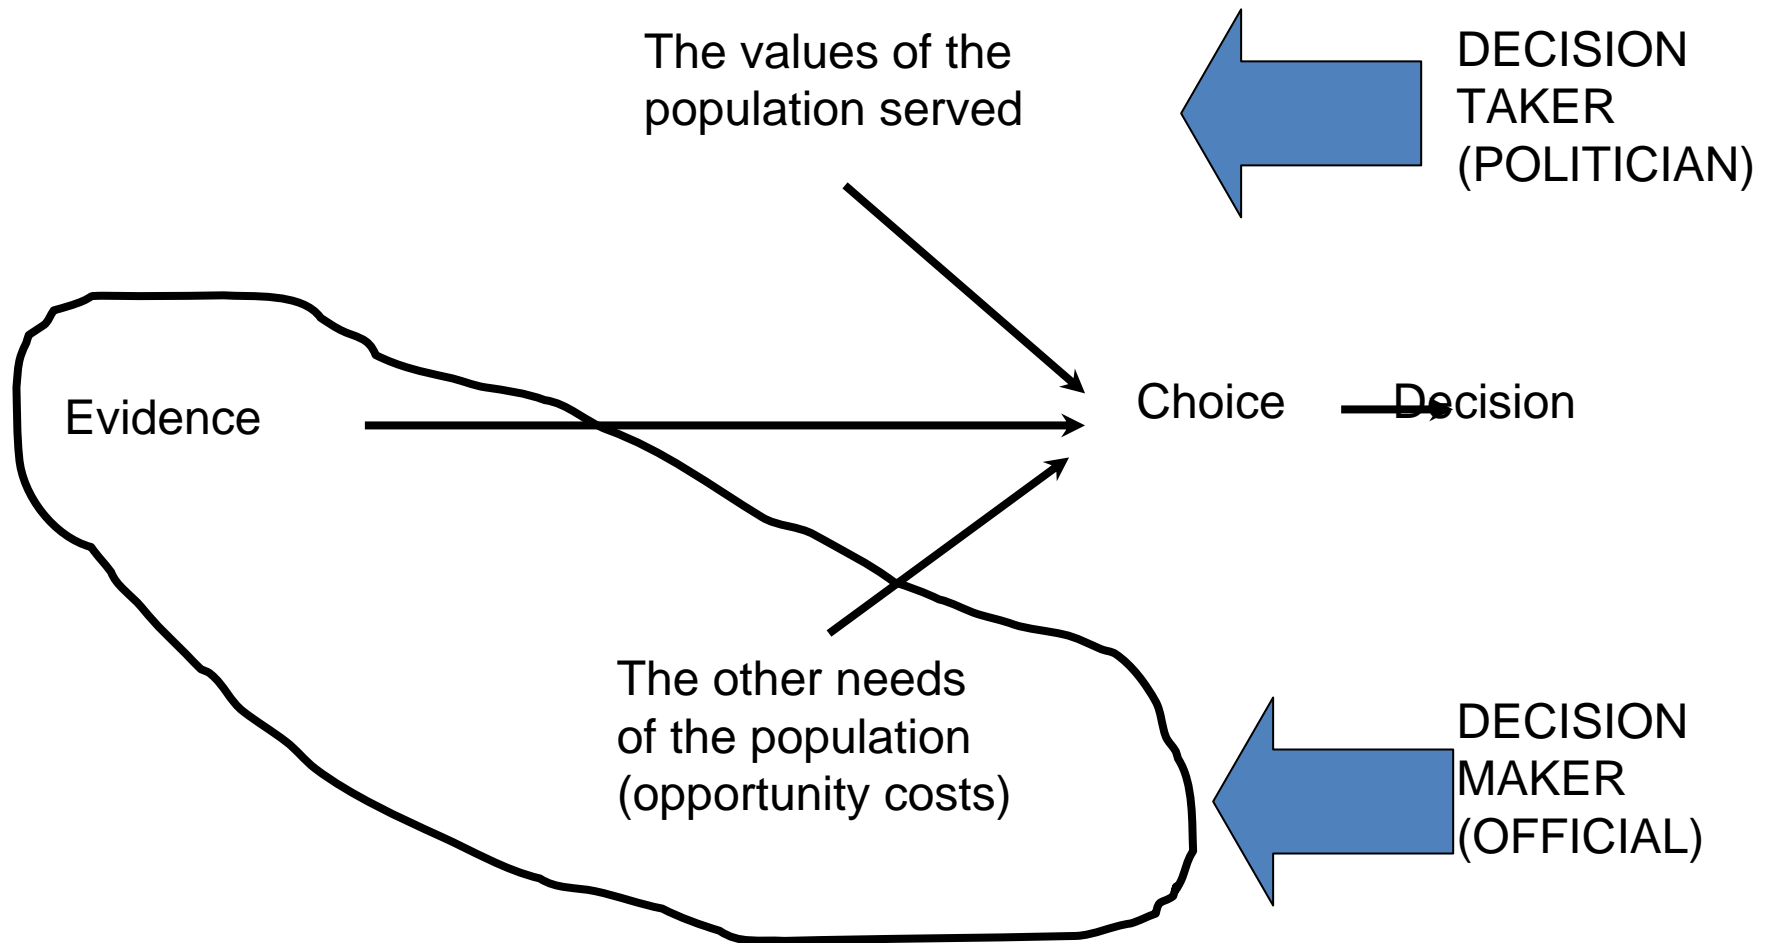 The values of the
population served
DECISION
TAKER
(POLITICIAN)
Evidence
Choice
Decision
The other needs
of the population
(opportunity costs)
DECISION
MAKER
(OFFICIAL)